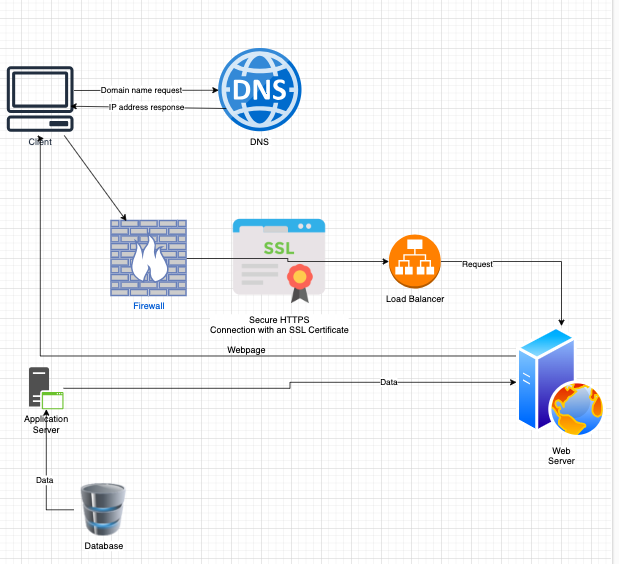 Domain name request
DNS
IP address response
Client
DNS
SSL
Request
Load Balancer
Firewall
Secure HTTPS
Connection with an SSL Certificate
Webpage
Data
Application
Server
Web
Server
Data
Database